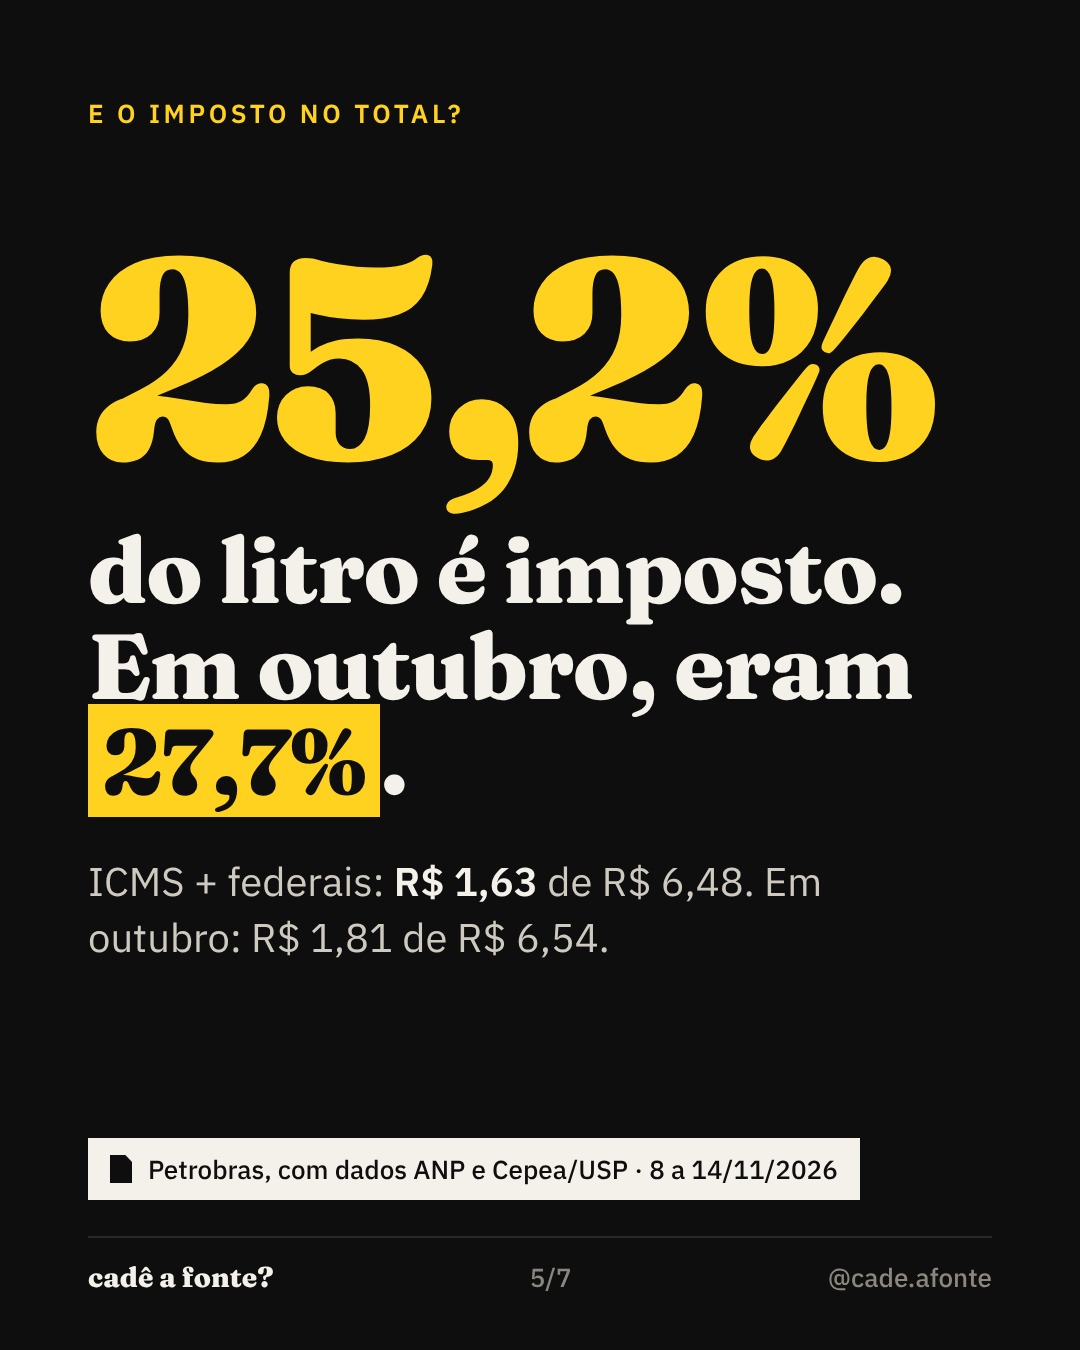 E O IMPOSTO NO TOTAL?
25,2%
do litro é imposto.
Em outubro, eram
27,7%.
ICMS + federais: R$ 1,63 de R$ 6,48. Em
outubro: R$ 1,81 de R$ 6,54.
Petrobras, com dados ANP e Cepea/USP · 8 a 14/11/2026
cadê a fonte?
5/7
@cade.afonte